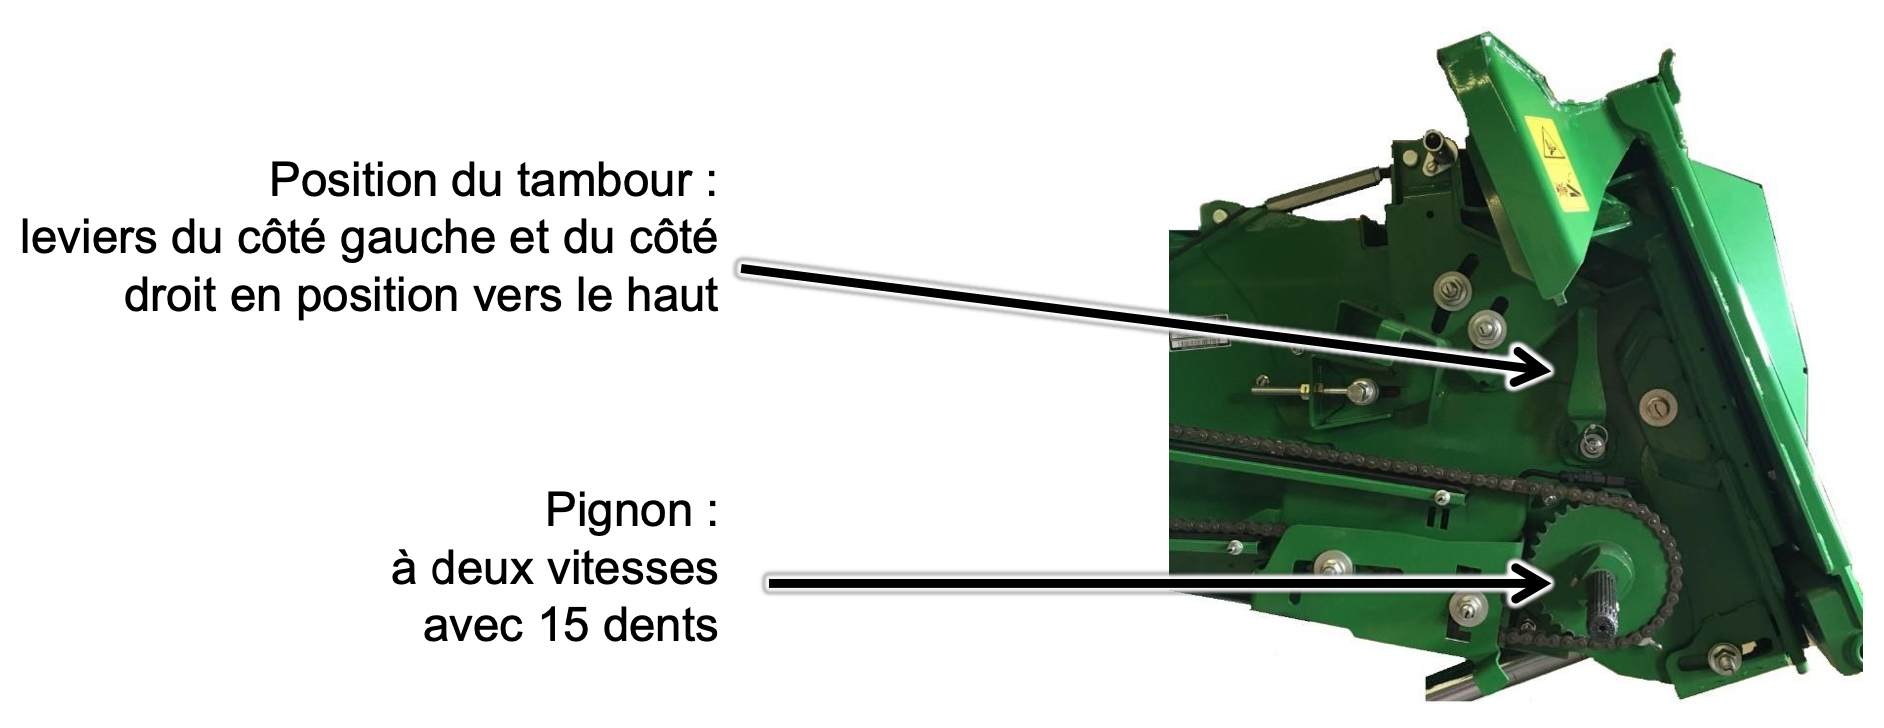 Position du tambour :
leviers du côté gauche et du côté
droit en position vers le haut
Pignon :
à deux vitesses
avec 15 dents